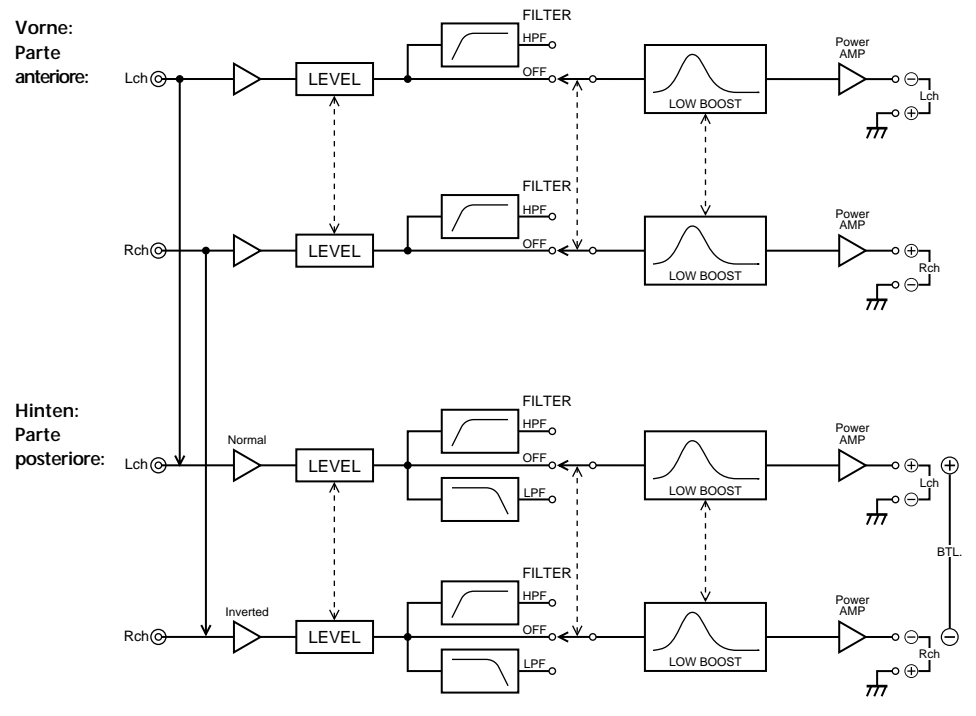 Vorne:
Parte
anteriore:
Lch
LEVEL
FILTER
HPF
OFF
LOW BOOST
Power
AMP
⊖
Lch
⊕
Rch
LEVEL
FILTER
HPF
OFF
LOW BOOST
Power
AMP
⊕
Rch
⊖
Hinten:
Parte
posteriore:
Lch
Normal
LEVEL
FILTER
HPF
OFF
LPF
LOW BOOST
Power
AMP
⊕
Lch
⊖
⊕
BTL.
⊖
Rch
Inverted
LEVEL
FILTER
HPF
OFF
LPF
LOW BOOST
Power
AMP
⊖
Rch
⊕